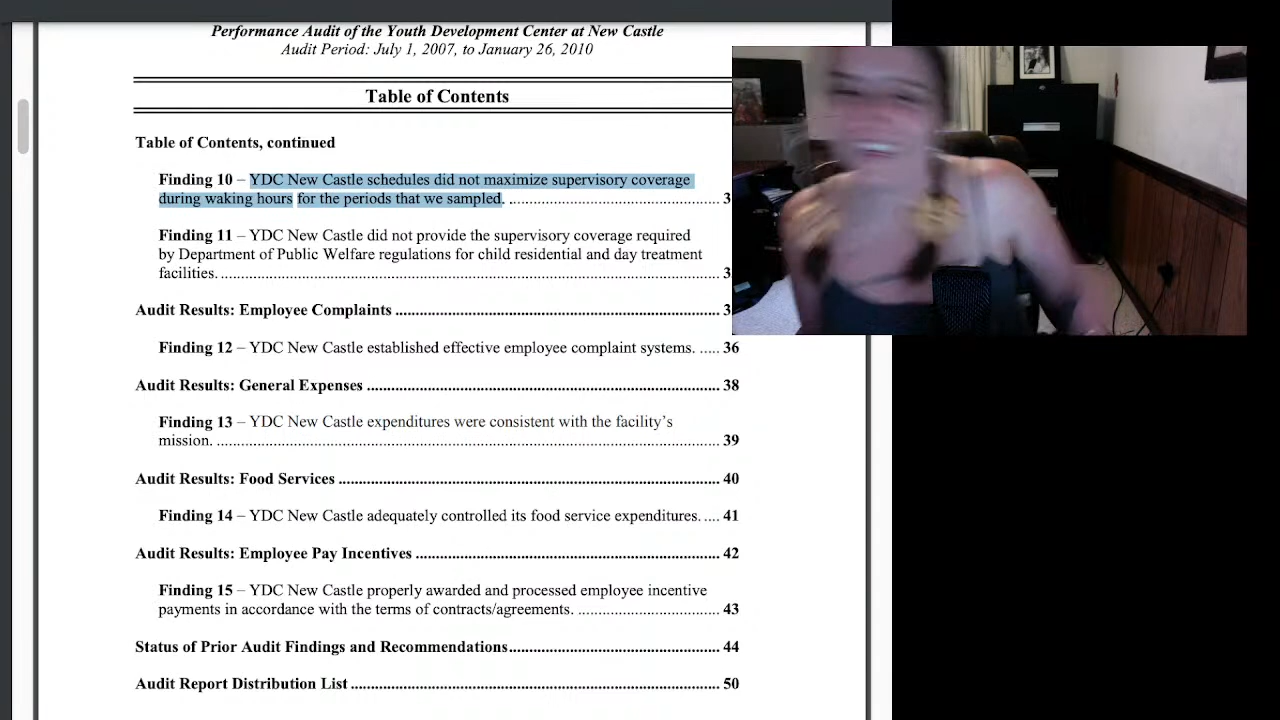 Performance Audit of the Youth Development Center at New Castle
Audit Period: July 1, 2007, to January 26, 2010
Table of Contents
Table of Contents, continued
Finding 10 – YDC New Castle schedules did not maximize supervisory coverage
during waking hours for the periods that we sampled. ........................................................ 3
Finding 11 – YDC New Castle did not provide the supervisory coverage required
by Department of Public Welfare regulations for child residential and day treatment
facilities. ........................................................ 3
Audit Results: Employee Complaints ........................................................ 3
Finding 12 – YDC New Castle established effective employee complaint systems. ..... 36
Audit Results: General Expenses ........................................................ 38
Finding 13 – YDC New Castle expenditures were consistent with the facility’s
mission. ........................................................ 39
Audit Results: Food Services ........................................................ 40
Finding 14 – YDC New Castle adequately controlled its food service expenditures. .... 41
Audit Results: Employee Pay Incentives ........................................................ 42
Finding 15 – YDC New Castle properly awarded and processed employee incentive
payments in accordance with the terms of contracts/agreements. ................................... 43
Status of Prior Audit Findings and Recommendations ........................................................ 44
Audit Report Distribution List ........................................................ 50